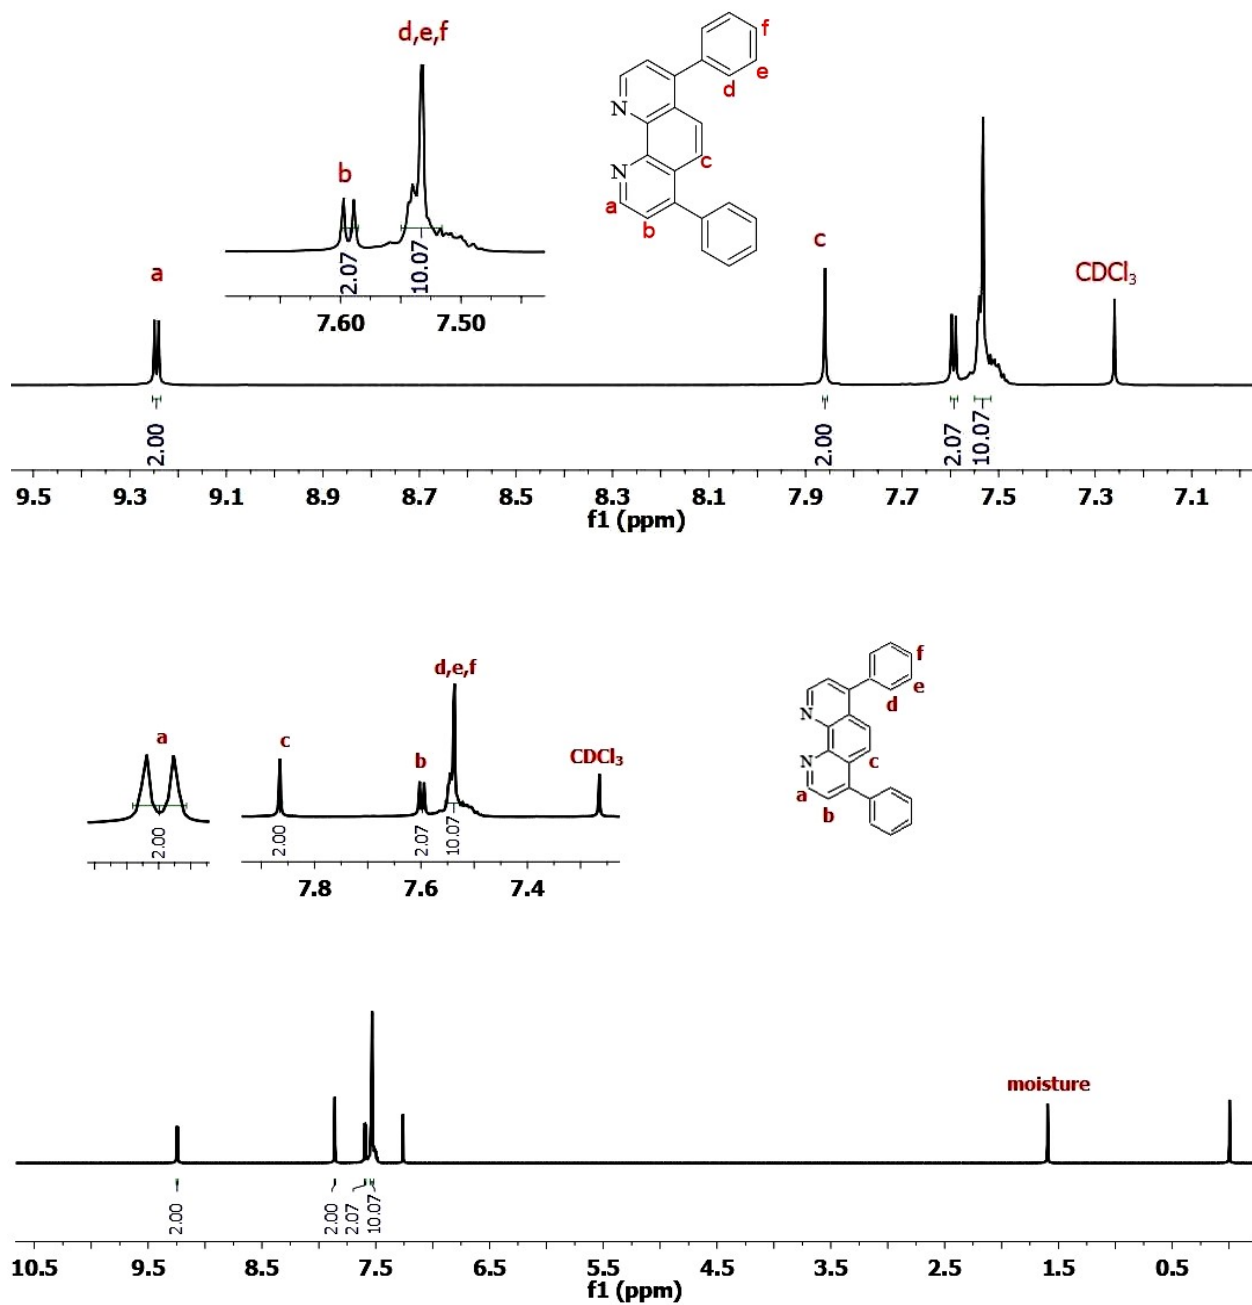 d,e,f
f
e
d
N
b
N
c
a
b
c
a
CDCl₃
2.07
10.07
7.60 7.50
2.00
2.00
2.07
10.07
9.5 9.3 9.1 8.9 8.7 8.5 8.3 8.1 7.9 7.7 7.5 7.3 7.1
f1 (ppm)
d,e,f
f
e
d
N
a
c
b
CDCl₃
N
c
a
b
2.00
2.00
2.07
10.07
7.8 7.6 7.4
moisture
2.00
2.00
2.07
10.07
10.5 9.5 8.5 7.5 6.5 5.5 4.5 3.5 2.5 1.5 0.5
f1 (ppm)